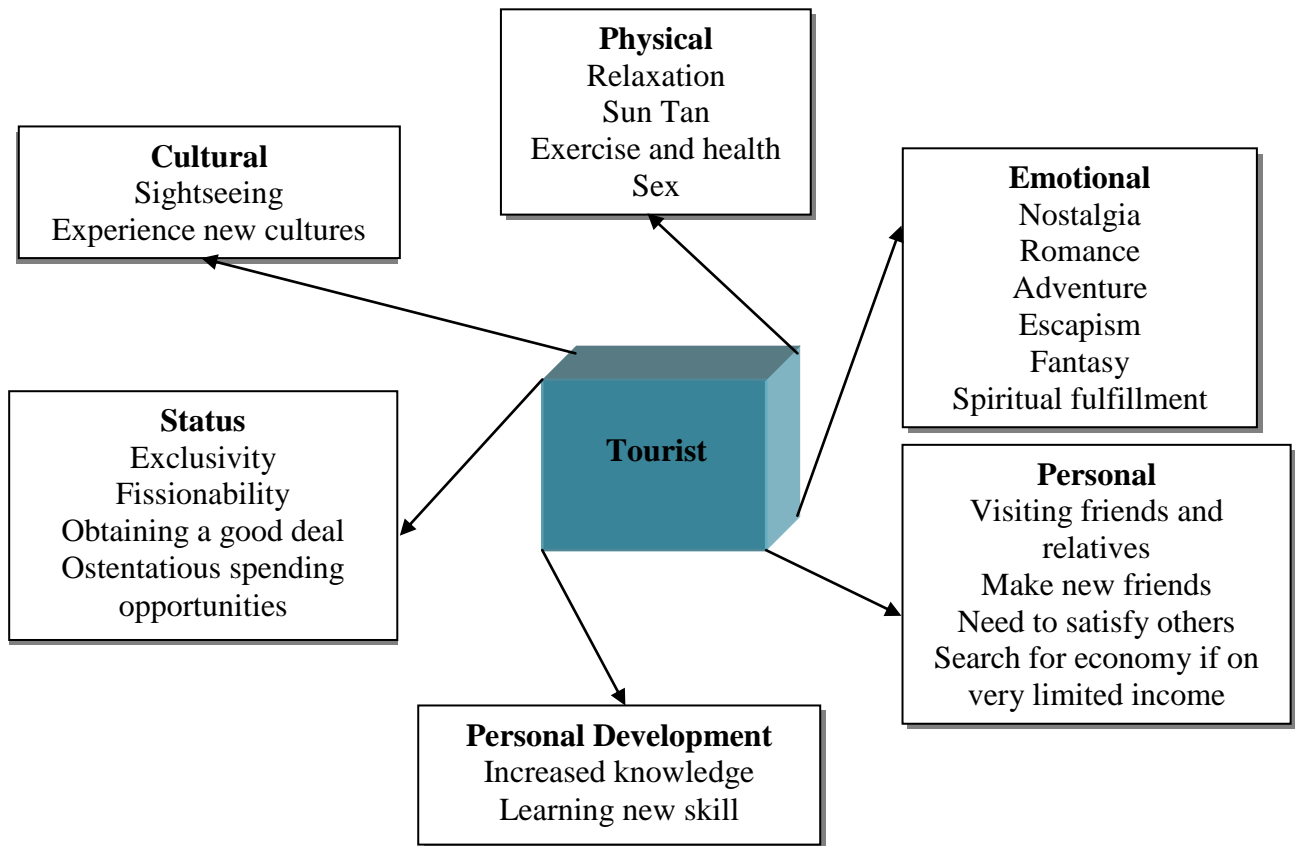 Physical
Relaxation
Sun Tan
Exercise and health
Sex
Cultural
Sightseeing
Experience new cultures
Emotional
Nostalgia
Romance
Adventure
Escapism
Fantasy
Spiritual fulfillment
Status
Exclusivity
Fissionability
Obtaining a good deal
Ostentatious spending
opportunities
Tourist
Personal
Visiting friends and
relatives
Make new friends
Need to satisfy others
Search for economy if on
very limited income
Personal Development
Increased knowledge
Learning new skill